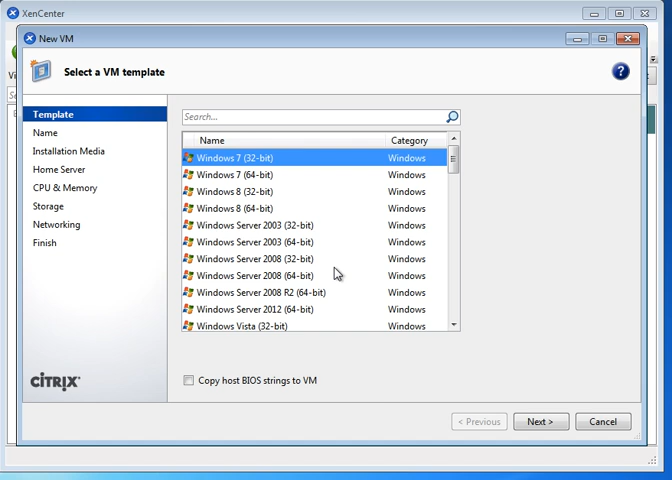 XenCenter
New VM
Select a VM template
Template
Name
Installation Media
Home Server
CPU & Memory
Storage
Networking
Finish
Search...
Name Category
Windows 7 (32-bit) Windows
Windows 7 (64-bit) Windows
Windows 8 (32-bit) Windows
Windows 8 (64-bit) Windows
Windows Server 2003 (32-bit) Windows
Windows Server 2003 (64-bit) Windows
Windows Server 2008 (32-bit) Windows
Windows Server 2008 (64-bit) Windows
Windows Server 2008 R2 (64-bit) Windows
Windows Server 2012 (64-bit) Windows
Windows Vista (32-bit) Windows
Copy host BIOS strings to VM
CITRIX
< Previous Next > Cancel